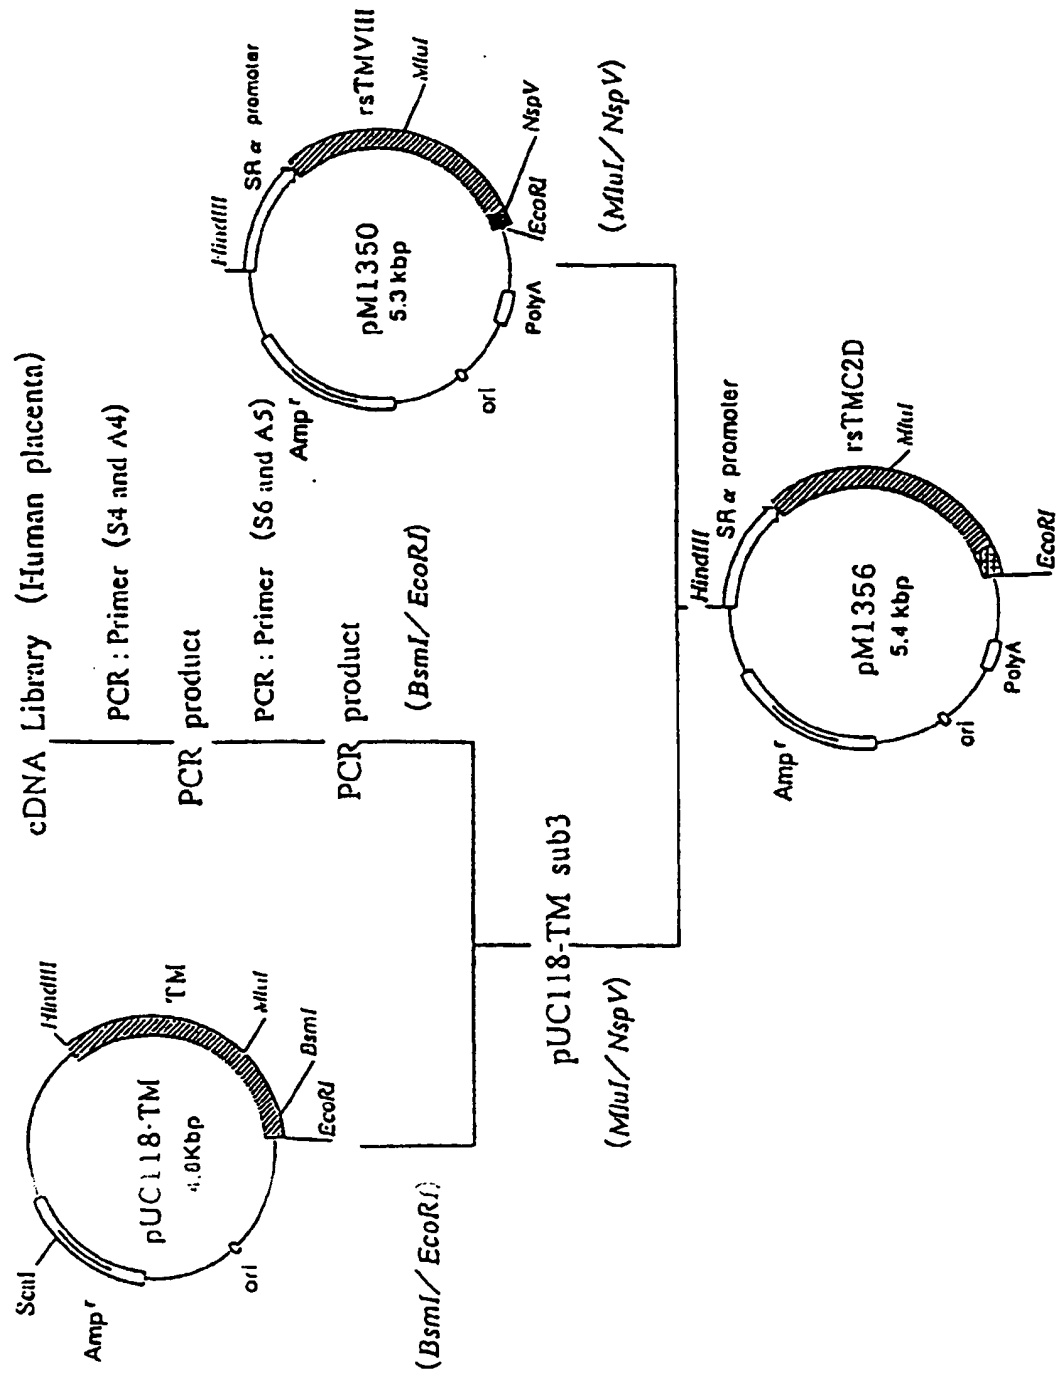 cDNA Library (Human placenta)
PCR : Primer (S4 and A4)
PCR product
PCR : Primer (S6 and A5)
PCR product
(BsmI/EcoRI)
HindIII
TM
MluI
BsmI
EcoRI
ScaI
Amp r
ori
pUC118-TM
4.0Kbp
(BsmI/EcoRI)
HindIII
SRα promoter
rsTMVIII
MluI
NspV
EcoRI
PolyA
ori
Amp r
pM1350
5.3 kbp
(MluI/NspV)
pUC118-TM sub3
(MluI/NspV)
HindIII
SRα promoter
rsTMC2D
MluI
EcoRI
PolyA
ori
Amp r
pM1356
5.4 kbp